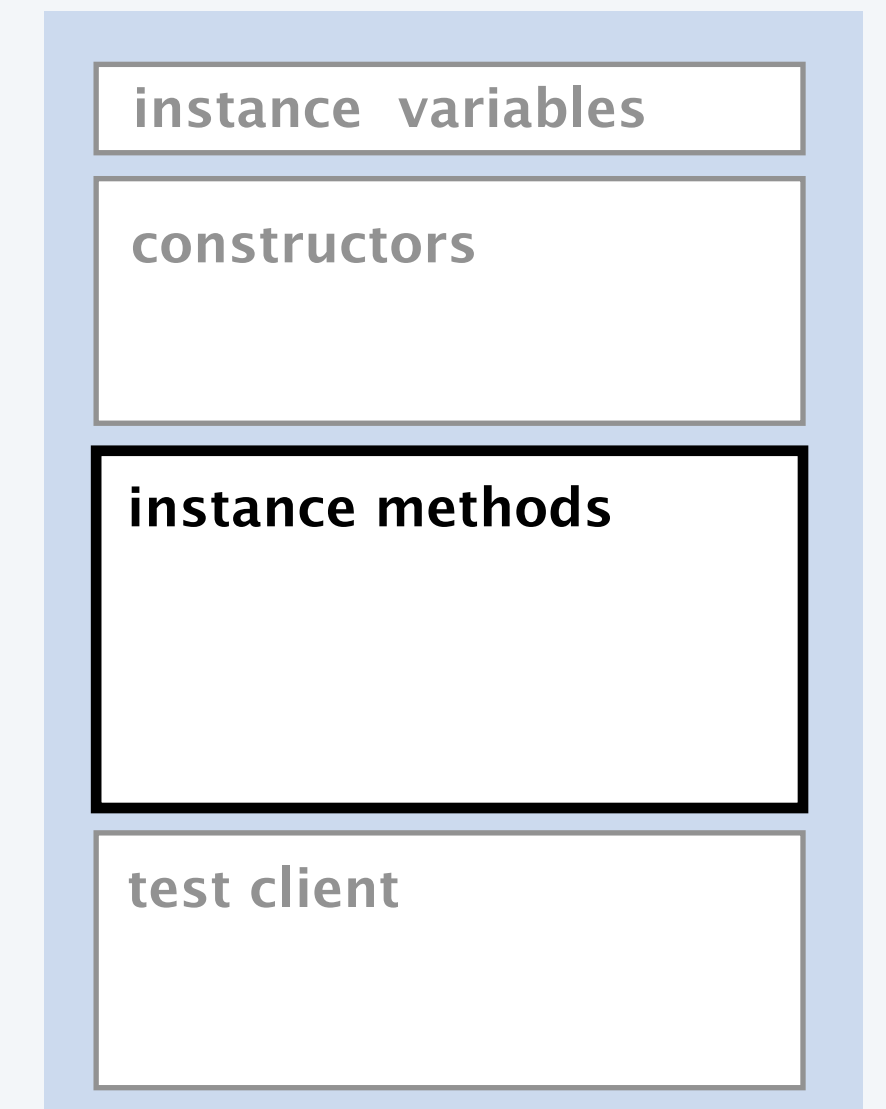 instance variables
constructors
instance methods
test client